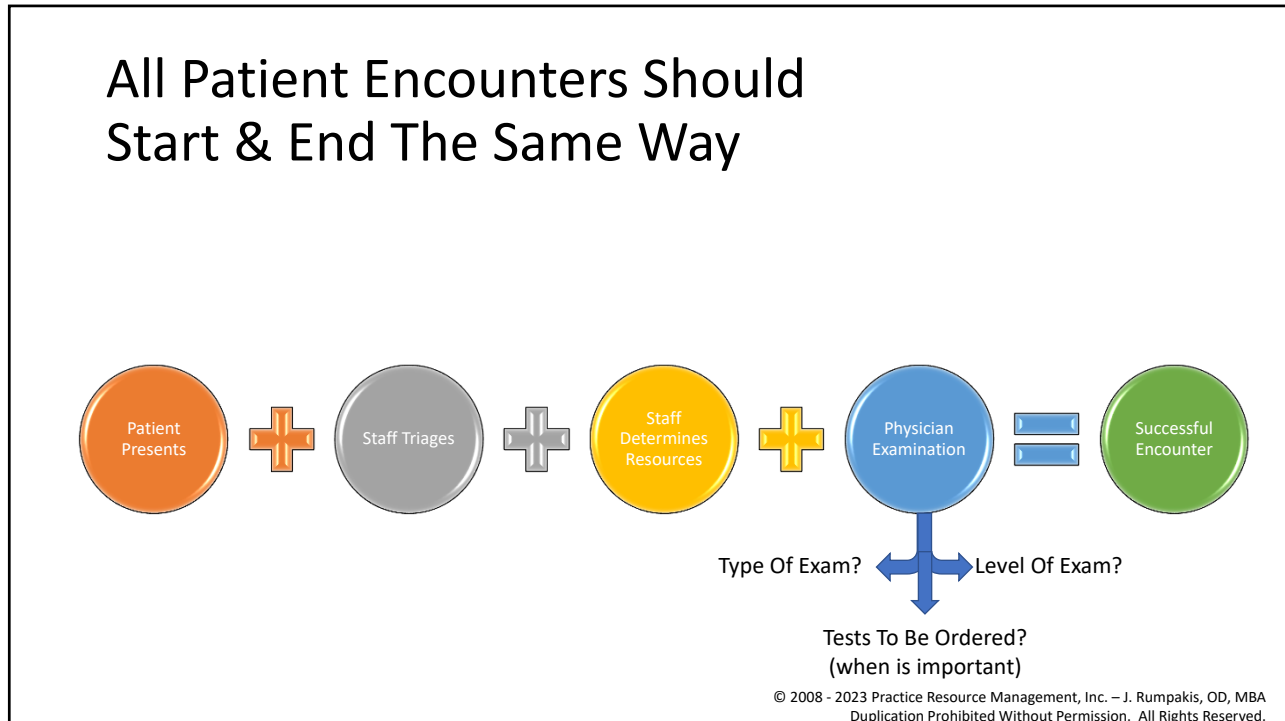 All Patient Encounters Should
Start & End The Same Way
Patient
Presents
Staff Triages
Staff
Determines
Resources
Physician
Examination
Successful
Encounter
Type Of Exam?
Level Of Exam?
Tests To Be Ordered?
(when is important)
© 2008 - 2023 Practice Resource Management, Inc. – J. Rumpakis, OD, MBA
Duplication Prohibited Without Permission. All Rights Reserved.